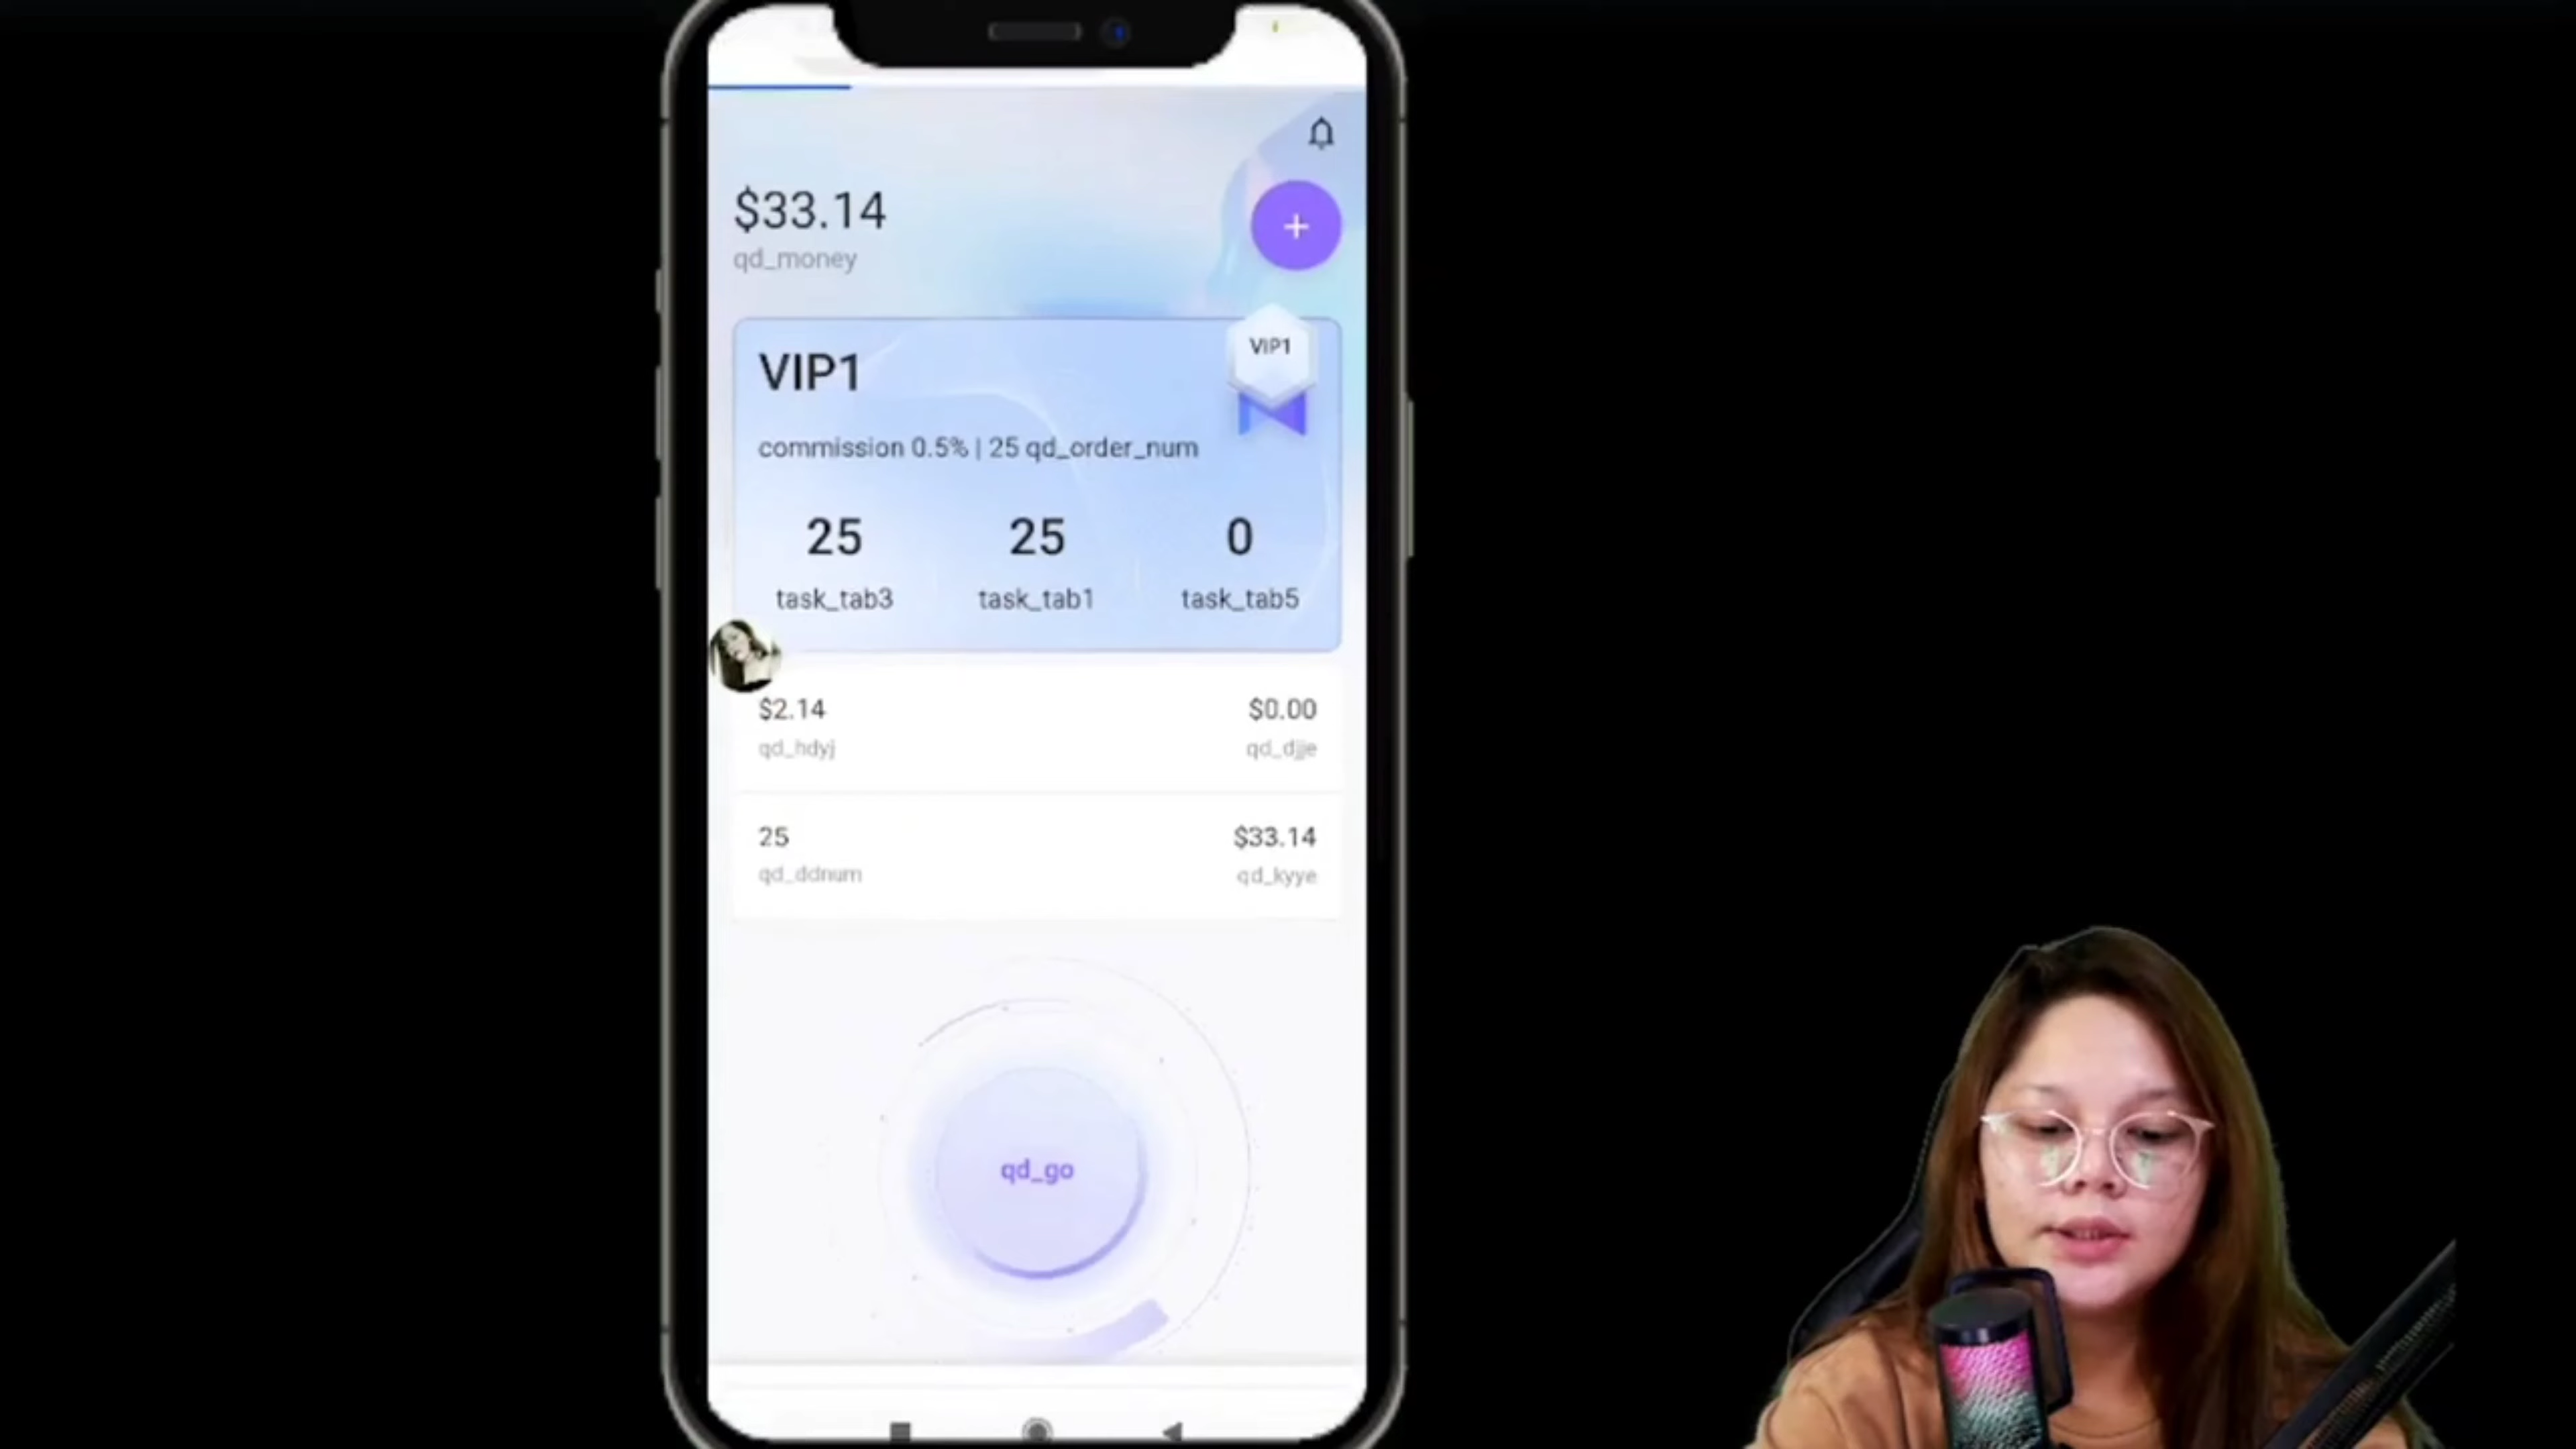 $33.14
qd_money
+
VIP1
VIP1
commission 0.5% | 25 qd_order_num
25 25 0
task_tab3 task_tab1 task_tab5
$2.14 $0.00
qd_hdyj qd_djje
25 $33.14
qd_ddnum qd_kyye
qd_go